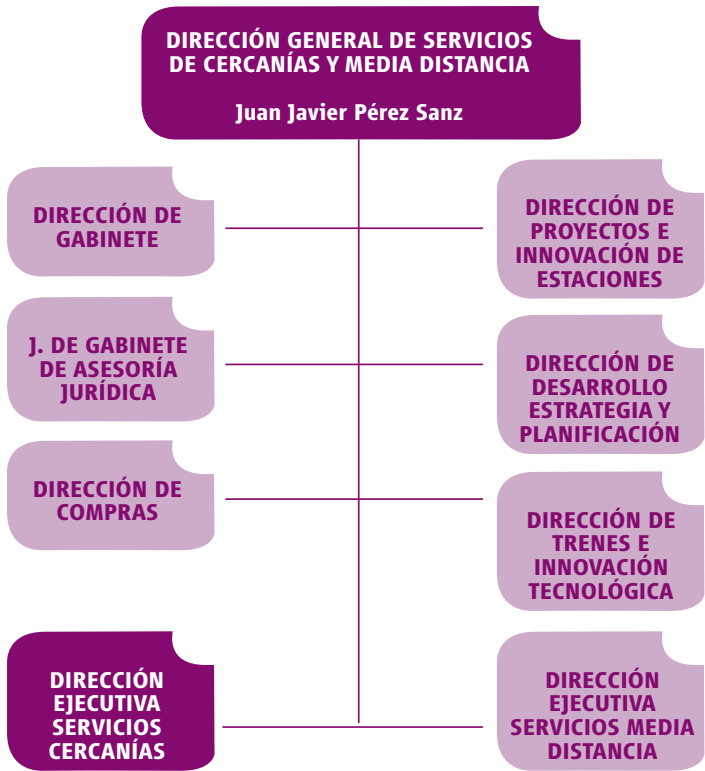 DIRECCIÓN GENERAL DE SERVICIOS
DE CERCANÍAS Y MEDIA DISTANCIA
Juan Javier Pérez Sanz
DIRECCIÓN DE
GABINETE
DIRECCIÓN DE
PROYECTOS E
INNOVACIÓN DE
ESTACIONES
J. DE GABINETE
DE ASESORÍA
JURÍDICA
DIRECCIÓN DE
DESARROLLO
ESTRATEGIA Y
PLANIFICACIÓN
DIRECCIÓN DE
COMPRAS
DIRECCIÓN DE
TRENES E
INNOVACIÓN
TECNOLÓGICA
DIRECCIÓN
EJECUTIVA
SERVICIOS
CERCANÍAS
DIRECCIÓN
EJECUTIVA
SERVICIOS MEDIA
DISTANCIA